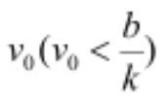 v₀(v₀ < b/k)